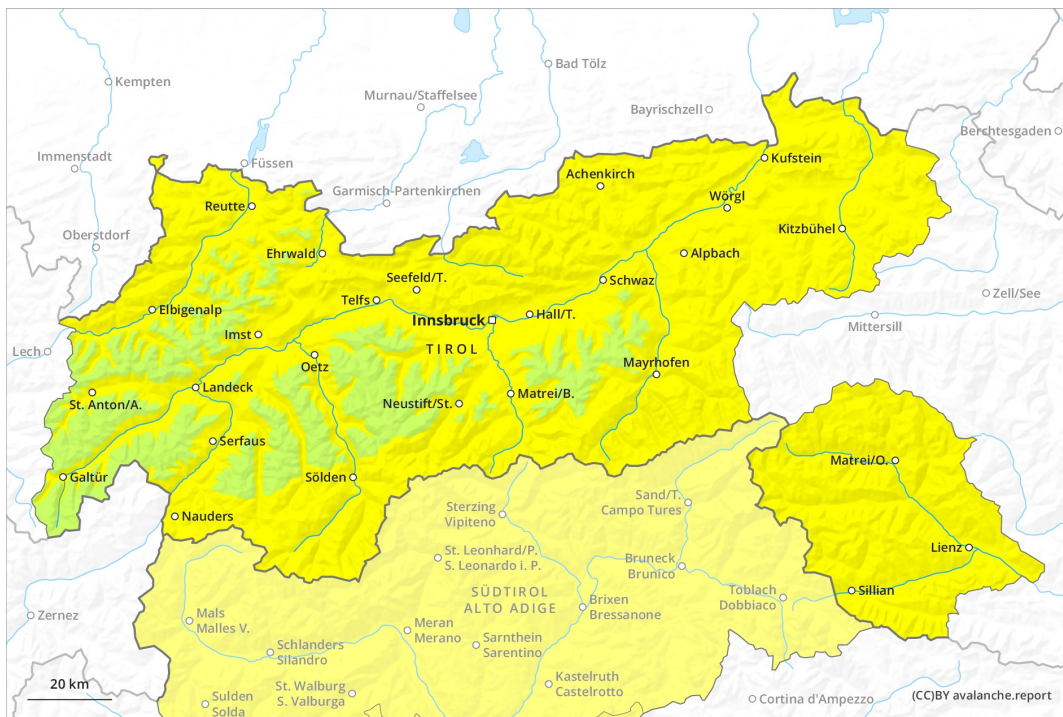 Kempten
Bad Tölz
Murnau/Staffelsee
Bayrischzell
Berchtesgaden
Immenstadt
Füssen
Kufstein
Garmisch-Partenkirchen
Achenkirch
Reutte
Wörgl
Oberstdorf
Kitzbühel
Ehrwald
Alpbach
Seefeld/T.
Schwaz
Telfs
Zell/See
Elbigenalp
Innsbruck
Hall/T.
Mittersill
Imst
TIROL
Lech
Oetz
Mayrhofen
Landeck
St. Anton/A.
Neustift/St.
Matrei/B.
Serfaus
Matrei/O.
Galtür
Sölden
Sand/T.
Campo Tures
Sterzing
Vipiteno
Nauders
Lienz
St. Leonhard/P.
S. Leonardo i. P.
Bruneck
Brunico
SÜDTIROL
ALTO ADIGE
Toblach
Dobbiaco
Sillian
Zernez
Mals
Malles V.
Brixen
Bressanone
Meran
Merano
Schlanders
Silandro
Sarnthein
Sarentino
20 km
St. Walburg
S. Valburga
Kastelruth
Castelrotto
Sulden
Solda
Cortina d'Ampezzo
(CC)BY avalanche.report